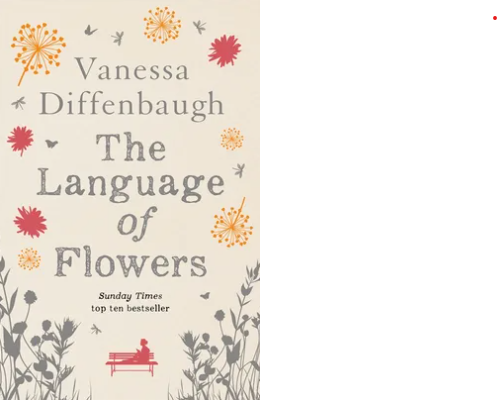 Vanessa
Diffenbaugh
The
Language
of
Flowers
Sunday Times
top ten bestseller